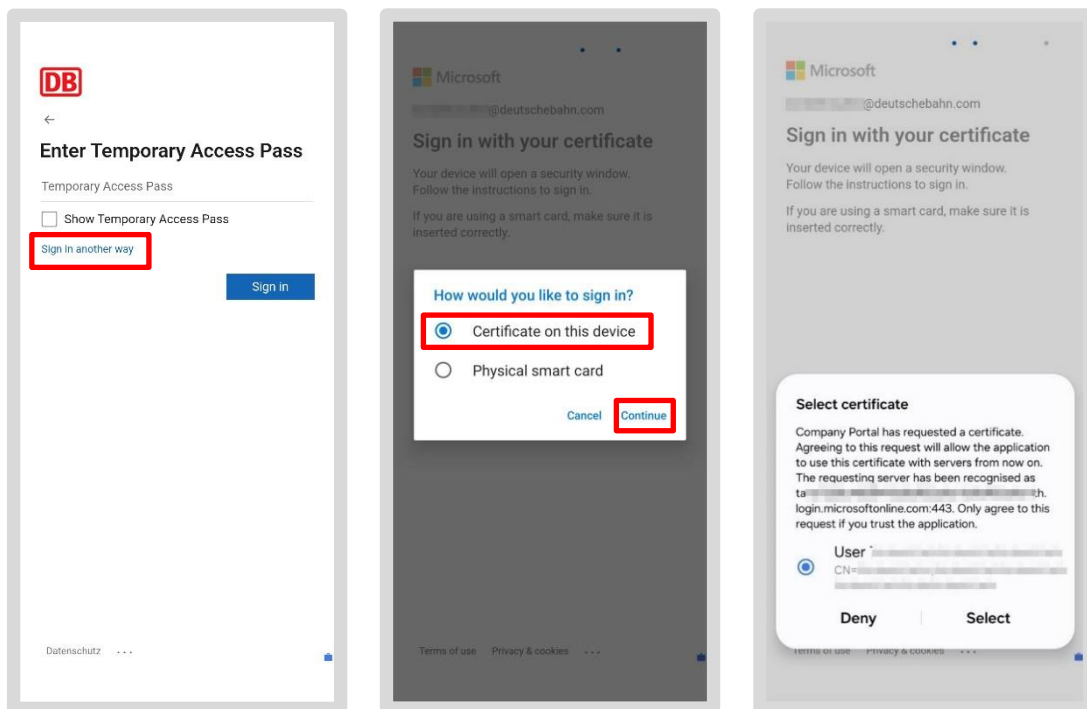 DB
Enter Temporary Access Pass
Temporary Access Pass
Show Temporary Access Pass
Sign in another way
Sign in
Datenschutz ...
Microsoft
@deutschebahn.com
Sign in with your certificate
Your device will open a security window.
Follow the instructions to sign in.
If you are using a smart card, make sure it is
inserted correctly.
How would you like to sign in?
Certificate on this device
Physical smart card
Cancel Continue
Terms of use Privacy & cookies ...
Microsoft
@deutschebahn.com
Sign in with your certificate
Your device will open a security window.
Follow the instructions to sign in.
If you are using a smart card, make sure it is
inserted correctly.
Select certificate
Company Portal has requested a certificate.
Agreeing to this request will allow the application
to use this certificate with servers from now on.
The requesting server has been recognised as
login.microsoftonline.com:443. Only agree to this
request if you trust the application.
User
CN=
Deny Select
Terms of use Privacy & cookies ...